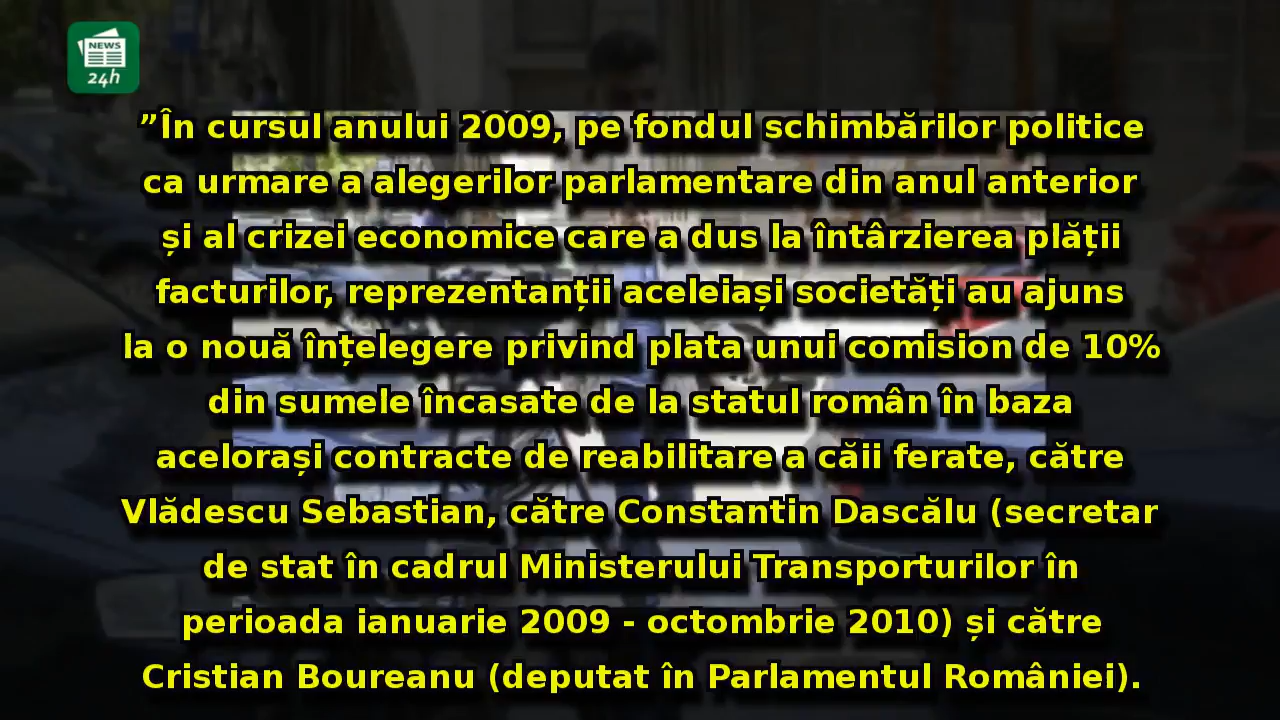 NEWS
24h
”În cursul anului 2009, pe fondul schimbărilor politice
ca urmare a alegerilor parlamentare din anul anterior
și al crizei economice care a dus la întârzierea plății
facturilor, reprezentanții aceleiași societăți au ajuns
la o nouă înțelegere privind plata unui comision de 10%
din sumele încasate de la statul român în baza
acelorași contracte de reabilitare a căii ferate, către
Vlădescu Sebastian, către Constantin Dascălu (secretar
de stat în cadrul Ministerului Transporturilor în
perioada ianuarie 2009 - octombrie 2010) și către
Cristian Boureanu (deputat în Parlamentul României).